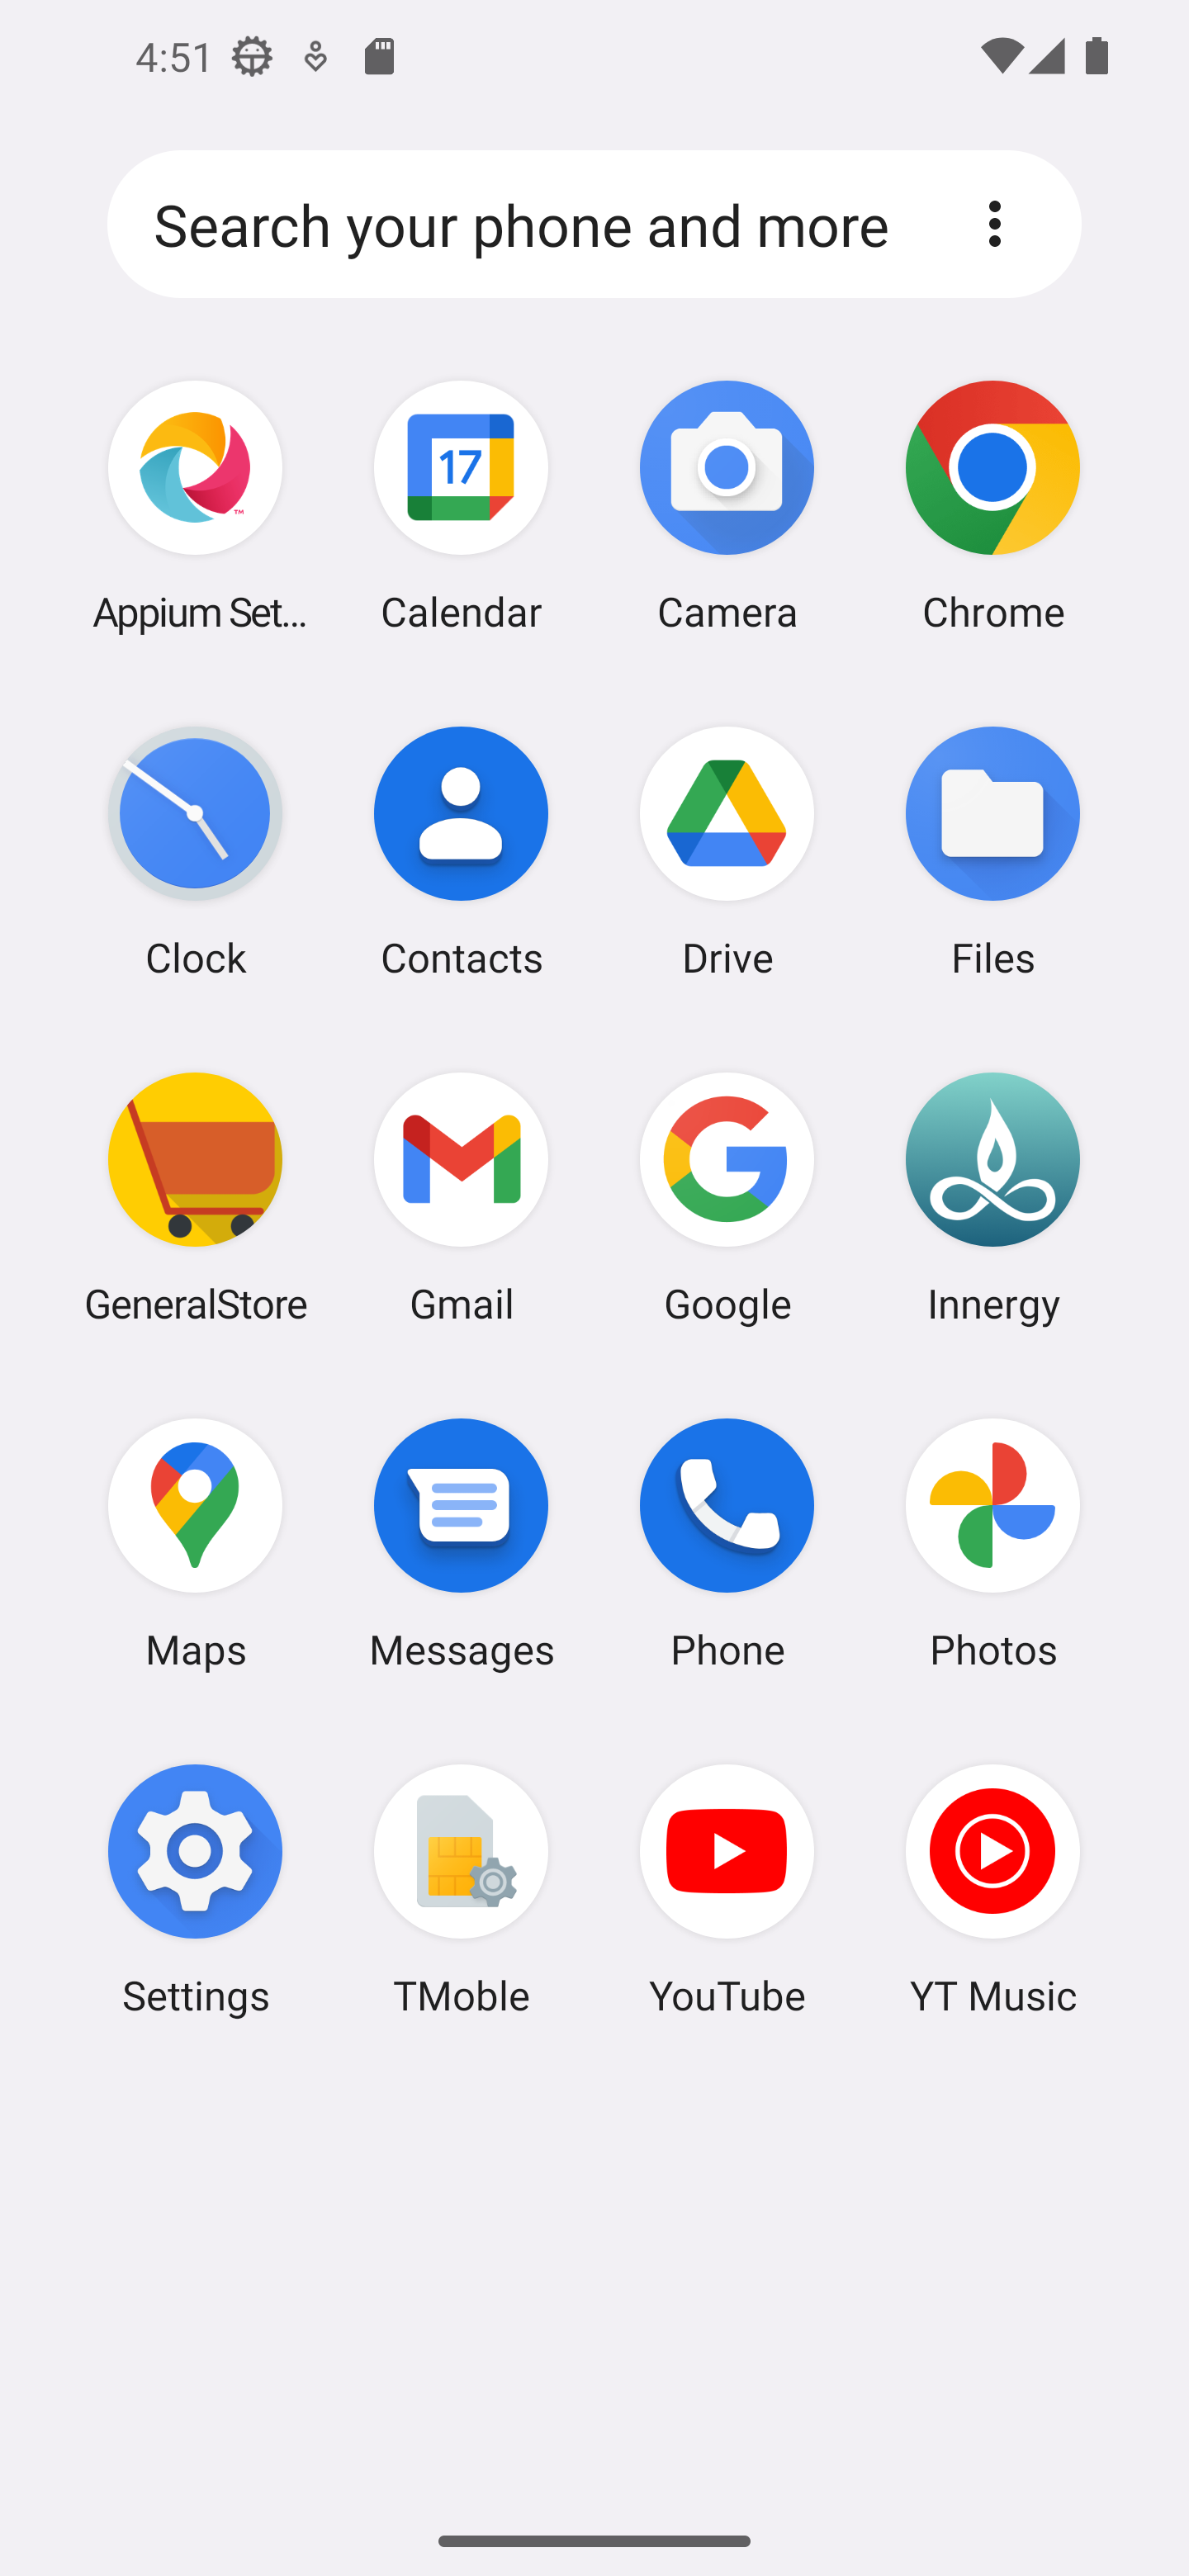 4:51
Search your phone and more
17
Appium Set...
Calendar
Camera
Chrome
Clock
Contacts
Drive
Files
GeneralStore
Gmail
Google
Innergy
Maps
Messages
Phone
Photos
Settings
TMoble
YouTube
YT Music